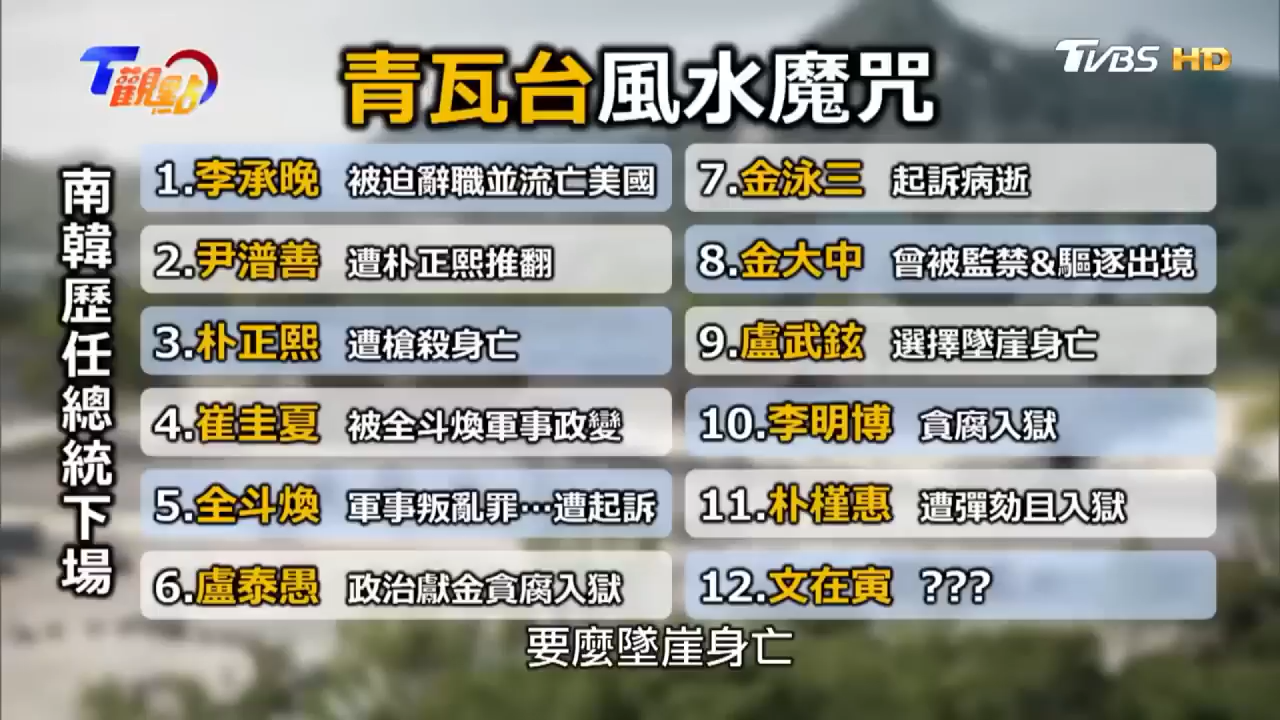 T觀點
TVBS HD
青瓦台風水魔咒
南韓歷任總統下場
1.李承晚 被迫辭職並流亡美國
2.尹潽善 遭朴正熙推翻
3.朴正熙 遭槍殺身亡
4.崔圭夏 被全斗煥軍事政變
5.全斗煥 軍事叛亂罪…遭起訴
6.盧泰愚 政治獻金貪腐入獄
7.金泳三 起訴病逝
8.金大中 曾被監禁&驅逐出境
9.盧武鉉 選擇墜崖身亡
10.李明博 貪腐入獄
11.朴槿惠 遭彈劾且入獄
12.文在寅 ???
要麼墜崖身亡